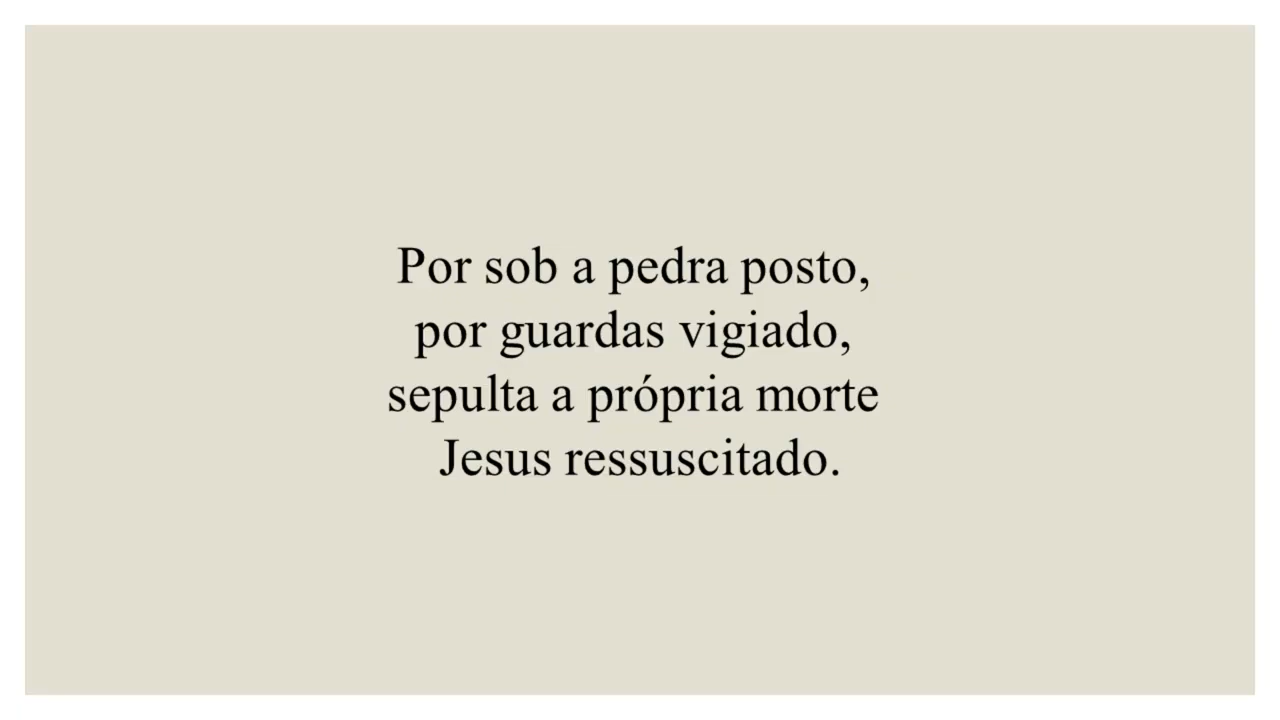 Por sob a pedra posto,
por guardas vigiado,
sepulta a própria morte
Jesus ressuscitado.